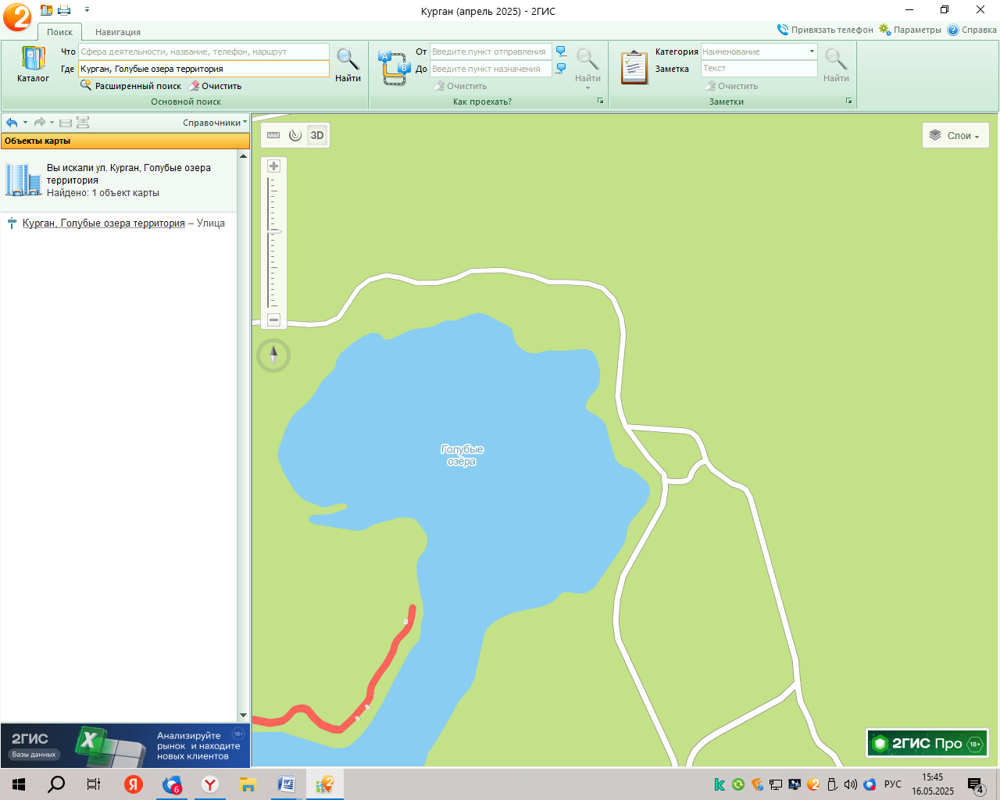 Курган (апрель 2025) - 2ГИС
Поиск
Навигация
Привязать телефон
Параметры
Справка
Каталог
Что
Сфера деятельности, название, телефон, маршрут
Где
Курган, Голубые озера территория
Расширенный поиск
Очистить
Найти
Основной поиск
От
Введите пункт отправления
До
Введите пункт назначения
Очистить
Найти
Как проехать?
Категория
Наименование
Заметка
Текст
Очистить
Найти
Заметки
Справочники
Объекты карты
Вы искали ул. Курган, Голубые озера
территория
Найдено: 1 объект карты
Курган, Голубые озера территория – Улица
3D
Слои
Голубые
озёра
2ГИС
Базы данных
Анализируйте
рынок и находите
новых клиентов
18+
2ГИС Про
18+
6
РУС
15:45
16.05.2025
4